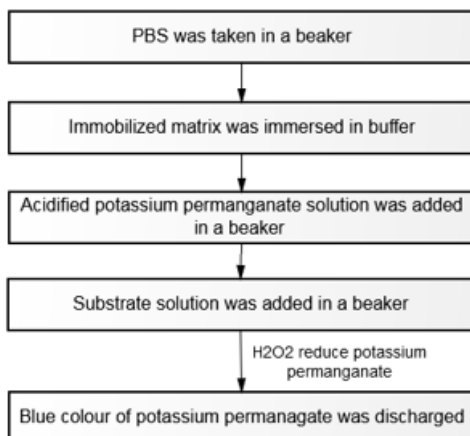 PBS was taken in a beaker
Immobilized matrix was immersed in buffer
Acidified potassium permanganate solution was added
in a beaker
Substrate solution was added in a beaker
H2O2 reduce potassium
permanganate
Blue colour of potassium permanagate was discharged